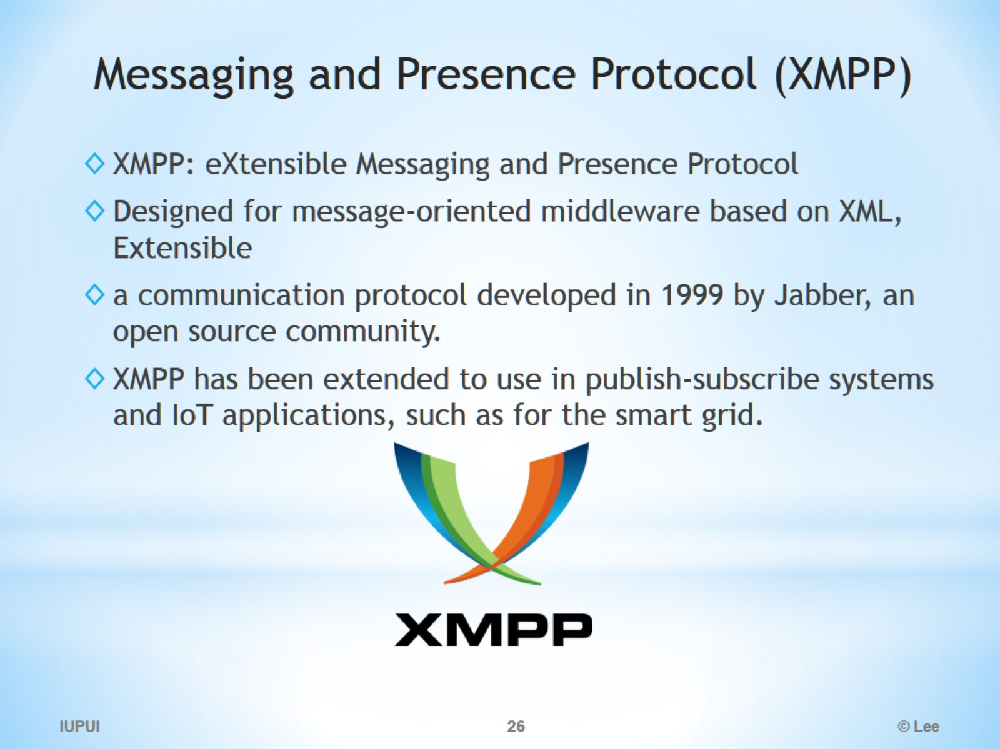 Messaging and Presence Protocol (XMPP)
XMPP: eXtensible Messaging and Presence Protocol
Designed for message-oriented middleware based on XML,
Extensible
a communication protocol developed in 1999 by Jabber, an
open source community.
XMPP has been extended to use in publish-subscribe systems
and IoT applications, such as for the smart grid.
XMPP
IUPUI
26
© Lee